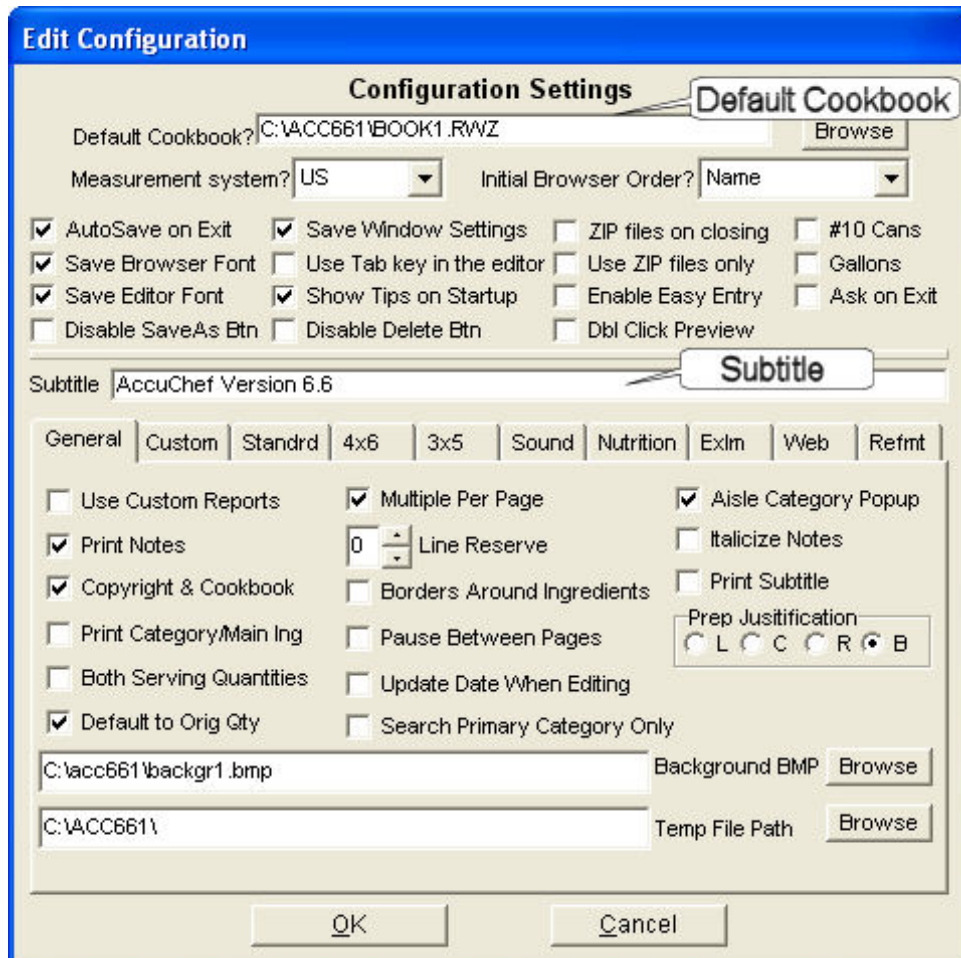 Edit Configuration
Configuration Settings
Default Cookbook
Default Cookbook? C:\ACC661\BOOK1.RWZ Browse
Measurement system? US Initial Browser Order? Name
AutoSave on Exit Save Window Settings ZIP files on closing #10 Cans
Save Browser Font Use Tab key in the editor Use ZIP files only Gallons
Save Editor Font Show Tips on Startup Enable Easy Entry Ask on Exit
Disable SaveAs Btn Disable Delete Btn Dbl Click Preview
Subtitle
Subtitle AccuChef Version 6.6
General Custom Standrd 4x6 3x5 Sound Nutrition ExIm Web Refmt
Use Custom Reports Multiple Per Page Aisle Category Popup
Print Notes 0 Line Reserve Italicize Notes
Copyright & Cookbook Borders Around Ingredients Print Subtitle
Prep Jusitification
Print Category/Main Ing Pause Between Pages L C R B
Both Serving Quantities Update Date When Editing
Default to Orig Qty Search Primary Category Only
C:\acc661\backgr1.bmp Background BMP Browse
C:\ACC661\ Temp File Path Browse
OK Cancel